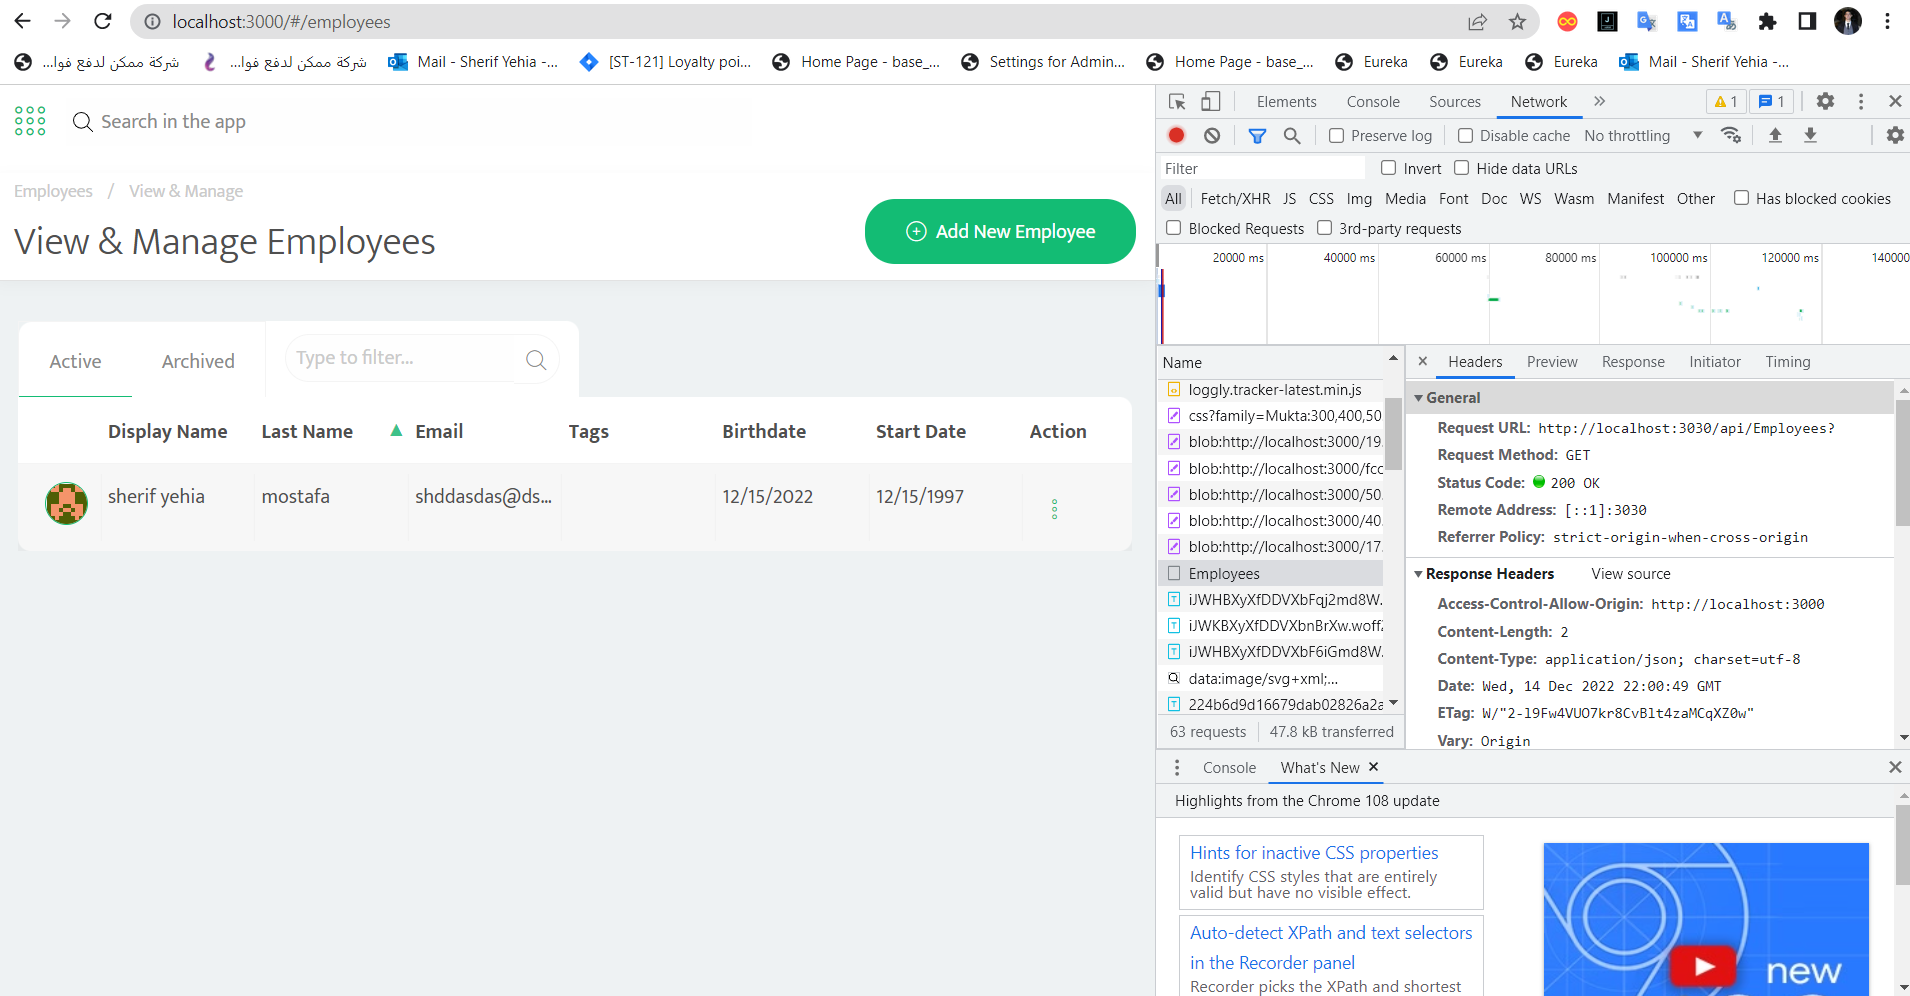 localhost:3000/#/employees
شركة ممكن لدفع فوا...
شركة ممكن لدفع فوا...
Mail - Sherif Yehia -...
[ST-121] Loyalty poi...
Home Page - base_...
Settings for Admin...
Home Page - base_...
Eureka
Eureka
Eureka
Mail - Sherif Yehia -...
Search in the app
Employees / View & Manage
View & Manage Employees
Add New Employee
Active
Archived
Type to filter...
Display Name Last Name Email Tags Birthdate Start Date Action
sherif yehia mostafa shddasdas@ds... 12/15/2022 12/15/1997
Elements Console Sources Network 1 1
Preserve log Disable cache No throttling
Filter Invert Hide data URLs
All Fetch/XHR JS CSS Img Media Font Doc WS Wasm Manifest Other Has blocked cookies
Blocked Requests 3rd-party requests
20000 ms 40000 ms 60000 ms 80000 ms 100000 ms 120000 ms 140000
Name
loggly.tracker-latest.min.js
css?family=Mukta:300,400,50
blob:http://localhost:3000/19.
blob:http://localhost:3000/fcc
blob:http://localhost:3000/50.
blob:http://localhost:3000/40.
blob:http://localhost:3000/17.
Employees
iJWHBXyXfDDVXbFqj2md8W.
iJWKBXyXfDDVXbnBrXw.woff2
iJWHBXyXfDDVXbF6iGmd8W.
data:image/svg+xml;...
224b6d9d16679dab02826a2a
63 requests 47.8 kB transferred
Headers Preview Response Initiator Timing
General
Request URL: http://localhost:3030/api/Employees?
Request Method: GET
Status Code: 200 OK
Remote Address: [::1]:3030
Referrer Policy: strict-origin-when-cross-origin
Response Headers View source
Access-Control-Allow-Origin: http://localhost:3000
Content-Length: 2
Content-Type: application/json; charset=utf-8
Date: Wed, 14 Dec 2022 22:00:49 GMT
ETag: W/"2-l9Fw4VUO7kr8CvBlt4zaMCqXZ0w"
Vary: Origin
Console What's New
Highlights from the Chrome 108 update
Hints for inactive CSS properties
Identify CSS styles that are entirely
valid but have no visible effect.
Auto-detect XPath and text selectors
in the Recorder panel
Recorder picks the XPath and shortest
new